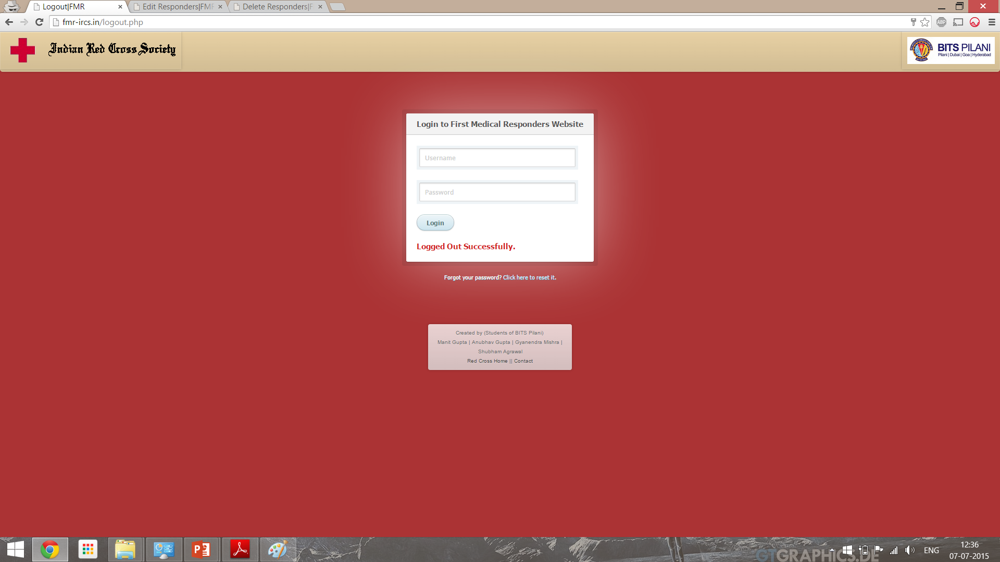 Logout|FMR
Edit Responders|FMR
Delete Responders|F
fmr-ircs.in/logout.php
ABP
Indian Red Cross Society
BITS PILANI
Pilani | Dubai | Goa | Hyderabad
Login to First Medical Responders Website
Username
Password
Login
Logged Out Successfully.
Forgot your password? Click here to reset it.
Created by (Students of BITS Pilani)
Manit Gupta | Anubhav Gupta | Gyanendra Mishra |
Shubham Agrawal
Red Cross Home || Contact
GTGRAPHICS.DE
ENG
12:36
07-07-2015